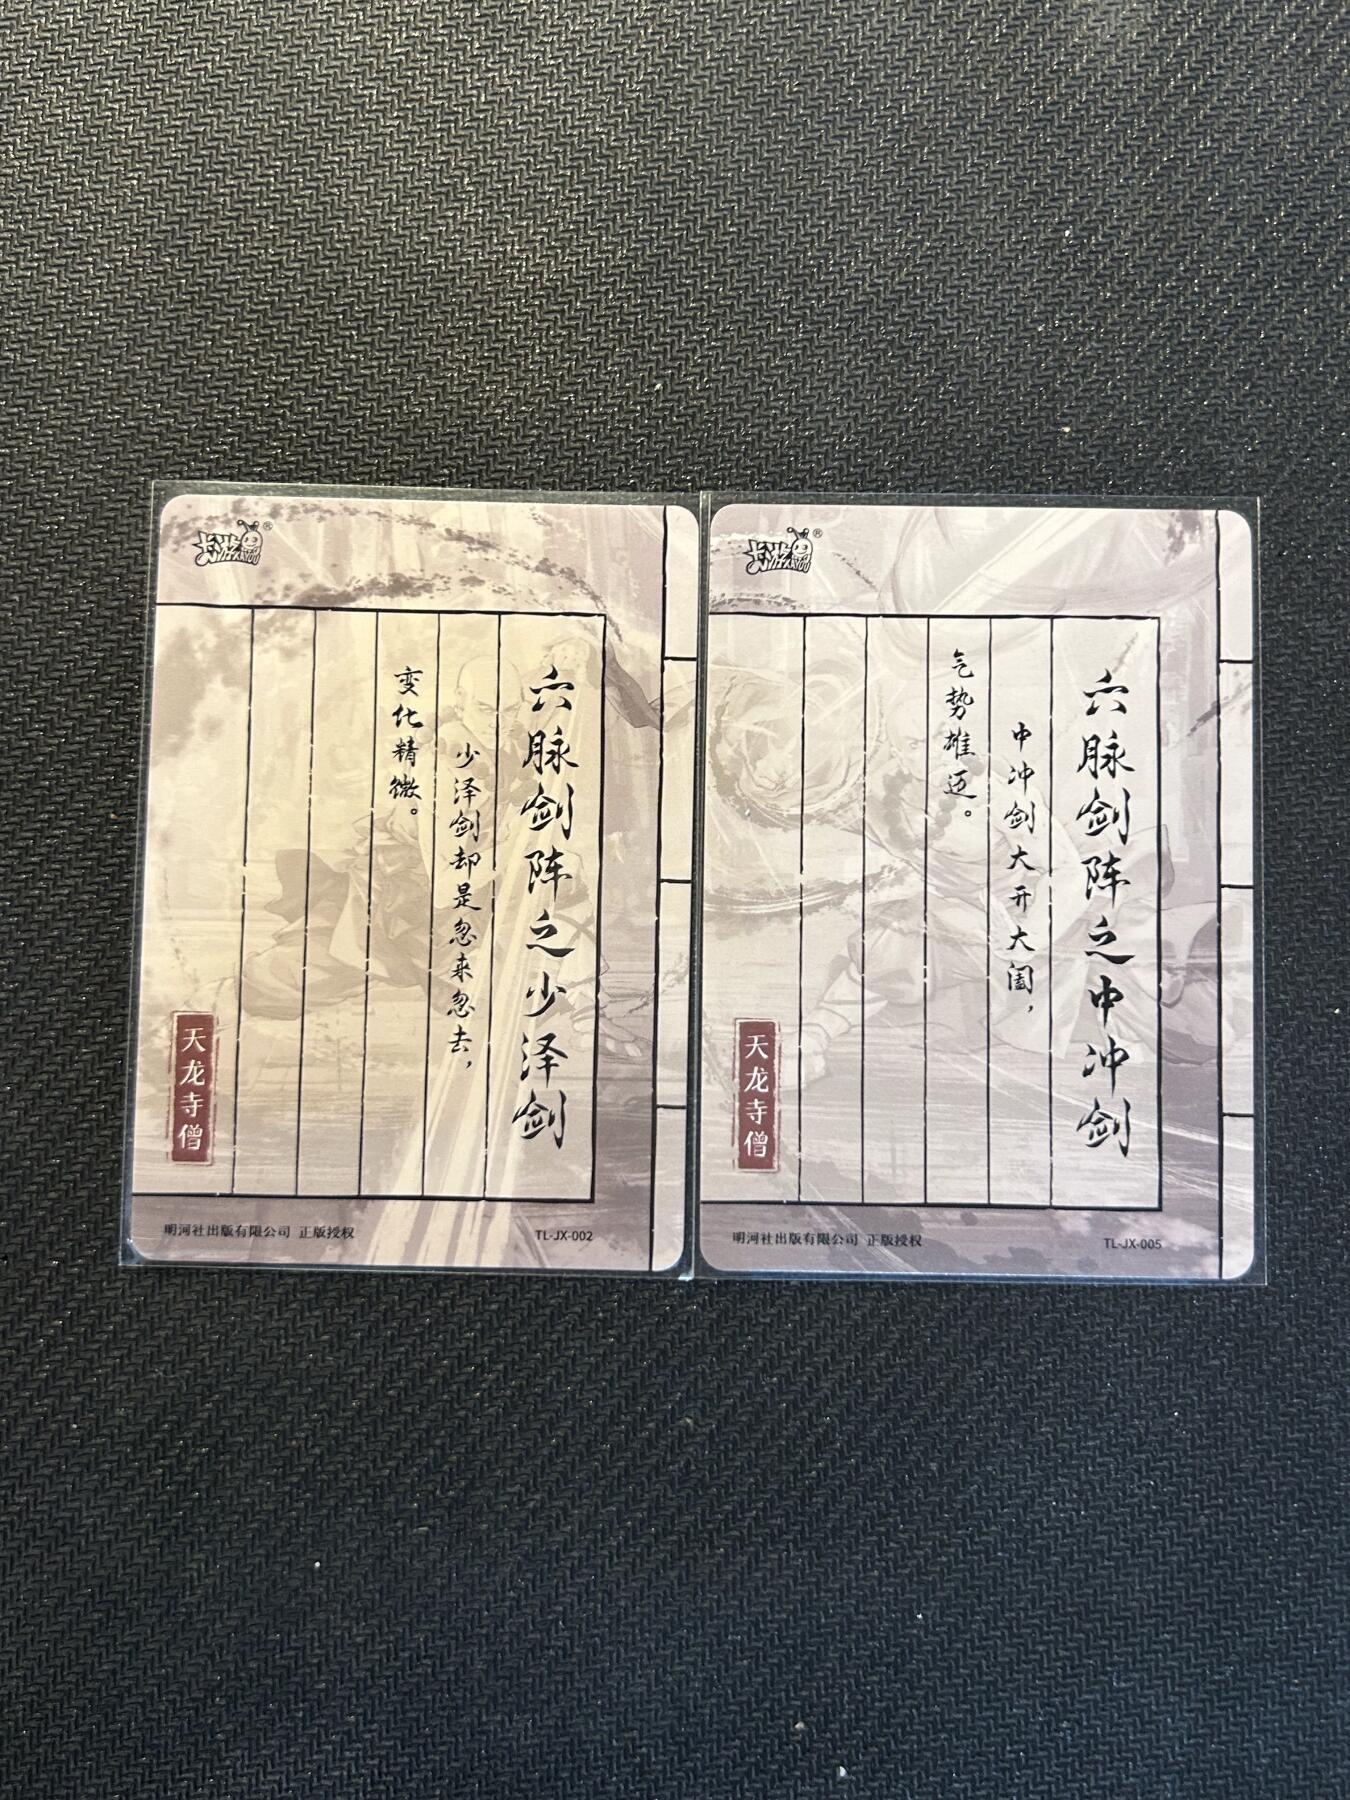 卡游 KAYOU ®
六脉剑阵之少泽剑
少泽剑却是忽来忽去，
变化精微。
天龙寺僧
明河社出版有限公司 正版授权
TL-JX-002
卡游 KAYOU ®
六脉剑阵之中冲剑
中冲剑大开大阖，
气势雄迈。
天龙寺僧
明河社出版有限公司 正版授权
TL-JX-005